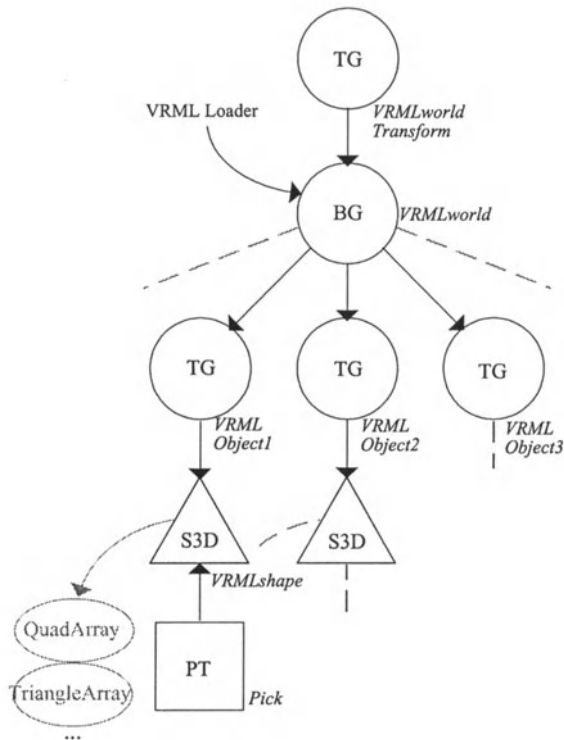 TG
VRMLworld
Transform
VRML Loader
BG
VRMLworld
TG
TG
TG
VRML
Object1
VRML
Object2
VRML
Object3
S3D
S3D
VRMLshape
QuadArray
PT
TriangleArray
Pick
...